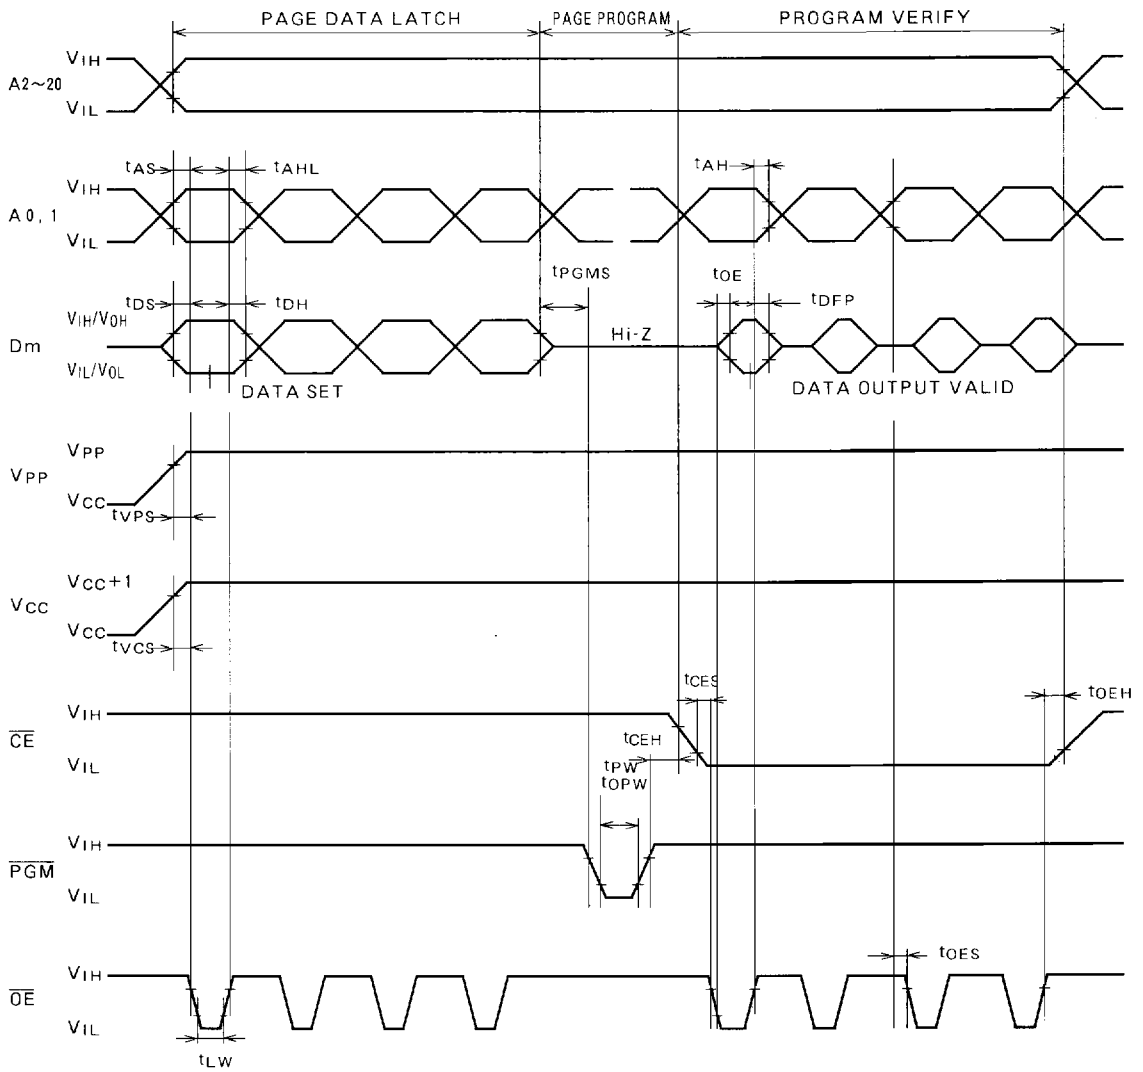 PAGE DATA LATCH PAGE PROGRAM PROGRAM VERIFY
VIH
A2~20
VIL
tAS tAHL tAH
VIH
A0, 1
VIL
tPGMS tOE
tDS tDH tDFP
VIH/VOH
Dm Hi-Z
VIL/VOL
DATA SET DATA OUTPUT VALID
VPP
VPP
VCC
tVPS
VCC+1
VCC
VCC
tVCS
tCES tOEH
VIH
CE tCEH
VIL tPW
tOPW
VIH
PGM
VIL
tOES
VIH
OE
VIL
tLW